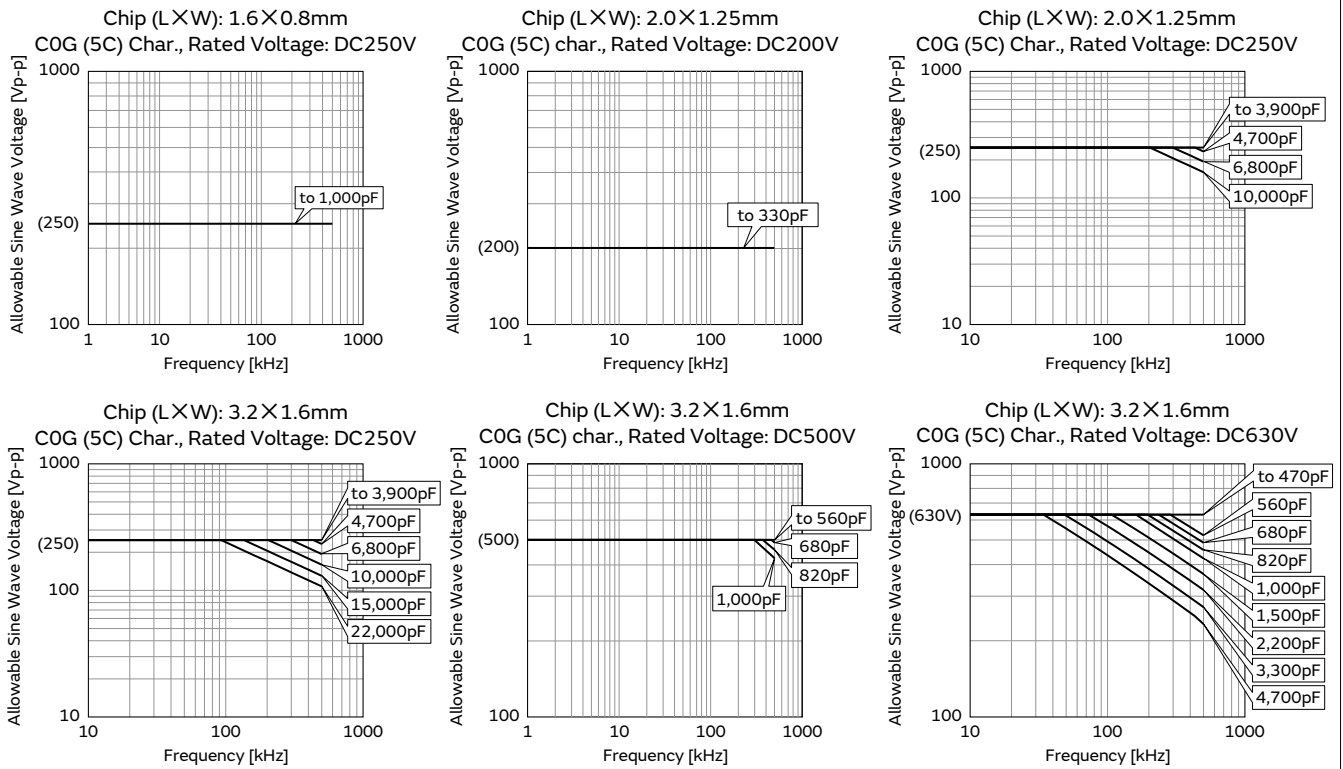 Chip (L×W): 1.6×0.8mm
C0G (5C) Char., Rated Voltage: DC250V
Allowable Sine Wave Voltage [Vp-p]
1000
(250)
100
to 1,000pF
1 10 100 1000
Frequency [kHz]
Chip (L×W): 2.0×1.25mm
C0G (5C) char., Rated Voltage: DC200V
Allowable Sine Wave Voltage [Vp-p]
1000
(200)
100
to 330pF
1 10 100 1000
Frequency [kHz]
Chip (L×W): 2.0×1.25mm
C0G (5C) Char., Rated Voltage: DC250V
Allowable Sine Wave Voltage [Vp-p]
1000
(250)
100
10
to 3,900pF
4,700pF
6,800pF
10,000pF
10 100 1000
Frequency [kHz]
Chip (L×W): 3.2×1.6mm
C0G (5C) Char., Rated Voltage: DC250V
Allowable Sine Wave Voltage [Vp-p]
1000
(250)
100
10
to 3,900pF
4,700pF
6,800pF
10,000pF
15,000pF
22,000pF
10 100 1000
Frequency [kHz]
Chip (L×W): 3.2×1.6mm
C0G (5C) char., Rated Voltage: DC500V
Allowable Sine Wave Voltage [Vp-p]
1000
(500)
100
to 560pF
680pF
820pF
1,000pF
1 10 100 1000
Frequency [kHz]
Chip (L×W): 3.2×1.6mm
C0G (5C) Char., Rated Voltage: DC630V
Allowable Sine Wave Voltage [Vp-p]
1000
(630V)
100
to 470pF
560pF
680pF
820pF
1,000pF
1,500pF
2,200pF
3,300pF
4,700pF
10 100 1000
Frequency [kHz]